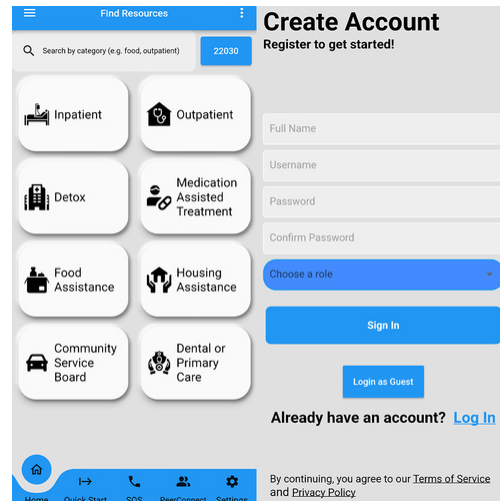 Find Resources
Search by category (e.g. food, outpatient)
22030
Inpatient
Outpatient
Detox
Medication
Assisted
Treatment
Food
Assistance
Housing
Assistance
Community
Service
Board
Dental or
Primary
Care
Home
Quick Start
SOS
PeerConnect
Settings
Create Account
Register to get started!
Full Name
Username
Password
Confirm Password
Choose a role
Sign In
Login as Guest
Already have an account? Log In
By continuing, you agree to our Terms of Service
and Privacy Policy